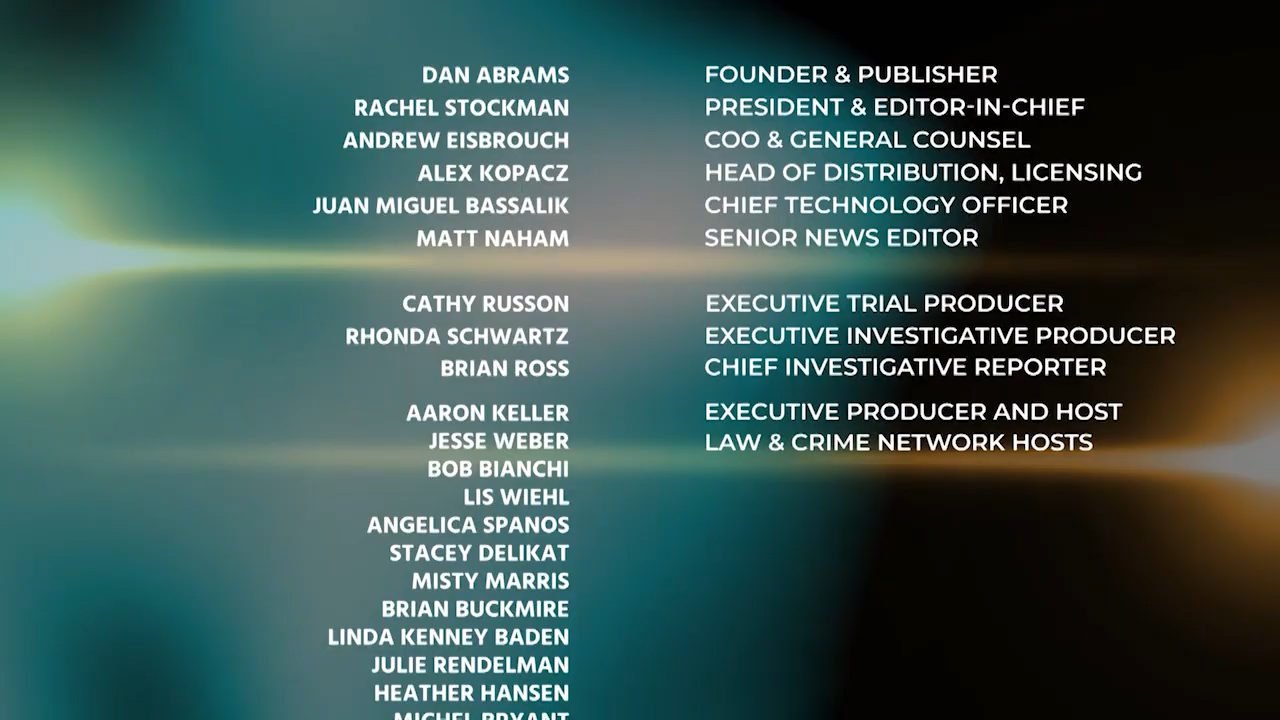 DAN ABRAMS FOUNDER & PUBLISHER
RACHEL STOCKMAN PRESIDENT & EDITOR-IN-CHIEF
ANDREW EISBROUCH COO & GENERAL COUNSEL
ALEX KOPACZ HEAD OF DISTRIBUTION, LICENSING
JUAN MIGUEL BASSALIK CHIEF TECHNOLOGY OFFICER
MATT NAHAM SENIOR NEWS EDITOR
CATHY RUSSON EXECUTIVE TRIAL PRODUCER
RHONDA SCHWARTZ EXECUTIVE INVESTIGATIVE PRODUCER
BRIAN ROSS CHIEF INVESTIGATIVE REPORTER
AARON KELLER EXECUTIVE PRODUCER AND HOST
JESSE WEBER LAW & CRIME NETWORK HOSTS
BOB BIANCHI
LIS WIEHL
ANGELICA SPANOS
STACEY DELIKAT
MISTY MARRIS
BRIAN BUCKMIRE
LINDA KENNEY BADEN
JULIE RENDELMAN
HEATHER HANSEN
MICHEL BRYANT